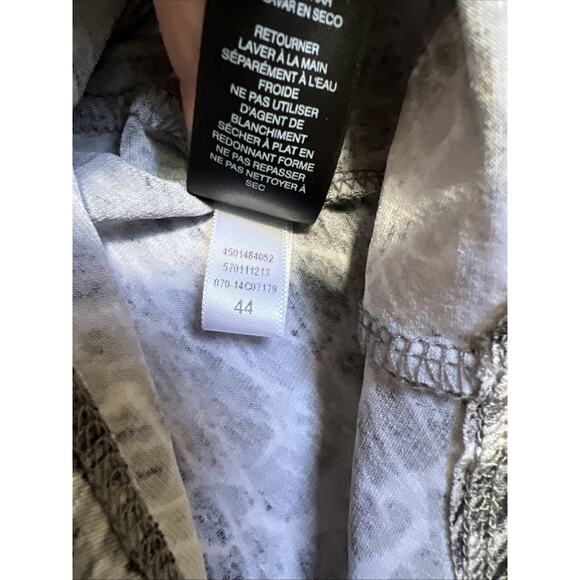 LAVAR EN SECO
RETOURNER
LAVER À LA MAIN
SÉPARÉMENT À L'EAU
FROIDE
NE PAS UTILISER
D'AGENT DE
BLANCHIMENT
SÉCHER À PLAT EN
REDONNANT FORME
NE PAS REPASSER
NE PAS NETTOYER À
SEC
4501484052
570111213
070-14C07179
44